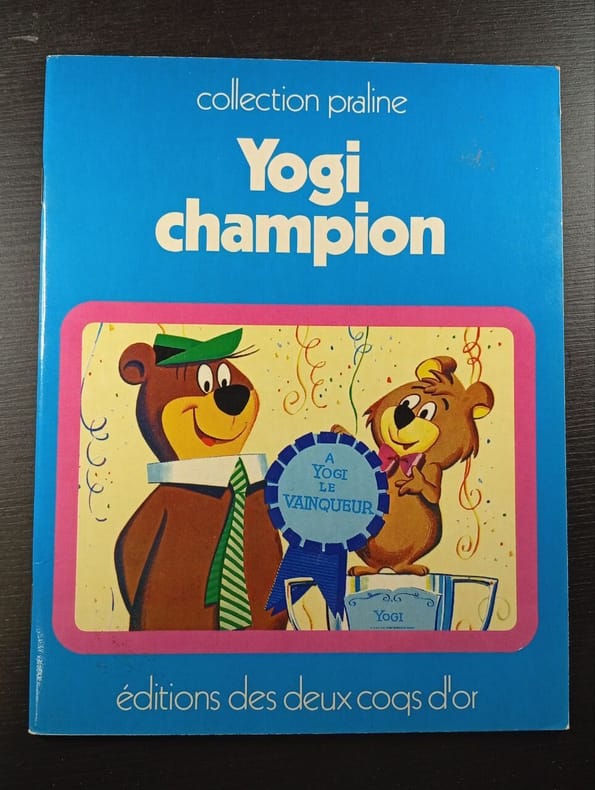 collection praline
Yogi
champion
A
YOGI
LE
VAINQUEUR
YOGI
éditions des deux coqs d'or